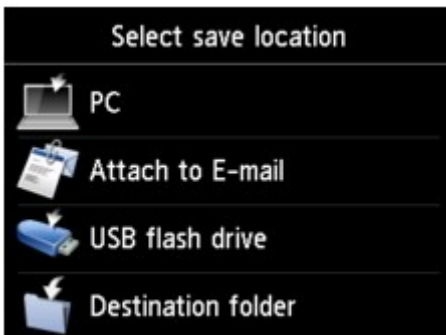 Select save location
PC
Attach to E-mail
USB flash drive
Destination folder